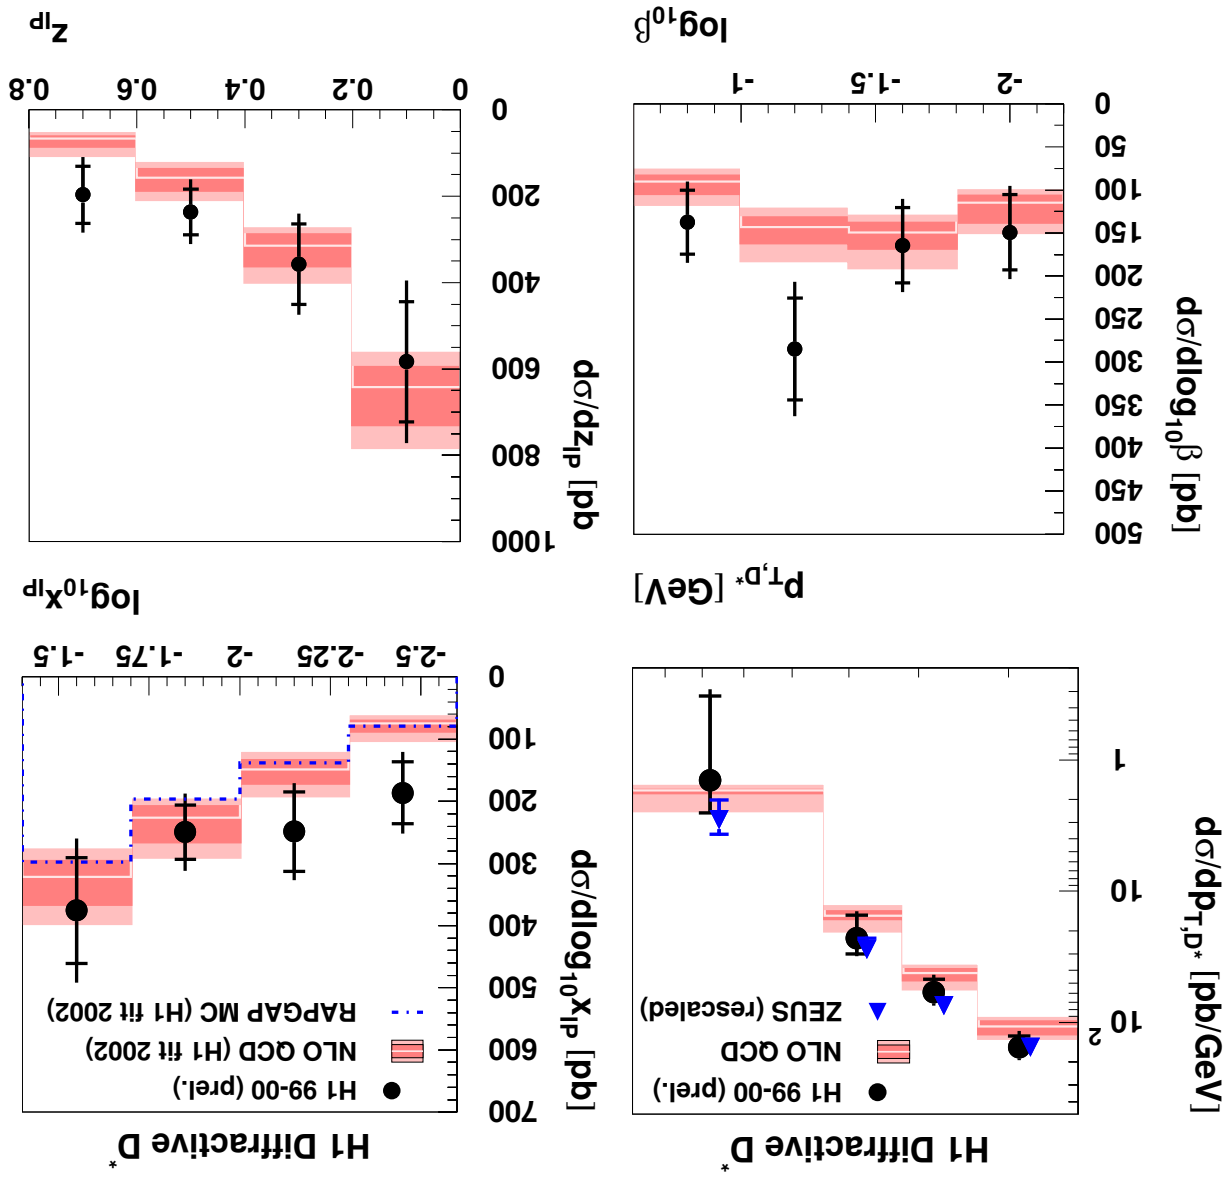 H1 Diffractive D*
dσ/dp_T,D* [pb/GeV]
H1 99-00 (prel.)
NLO QCD
ZEUS (rescaled)
10²
10
1
p_T,D* [GeV]
H1 Diffractive D*
dσ/dlog₁₀x_IP [pb]
H1 99-00 (prel.)
NLO QCD (H1 fit 2002)
RAPGAP MC (H1 fit 2002)
700
600
500
400
300
200
100
0
-2.5 -2.25 -2 -1.75 -1.5
log₁₀x_IP
dσ/dlog₁₀β [pb]
500
450
400
350
300
250
200
150
100
50
0
-2 -1.5 -1
log₁₀β
dσ/dz_IP [pb
1000
800
600
400
200
0
0 0.2 0.4 0.6 0.8
z_IP